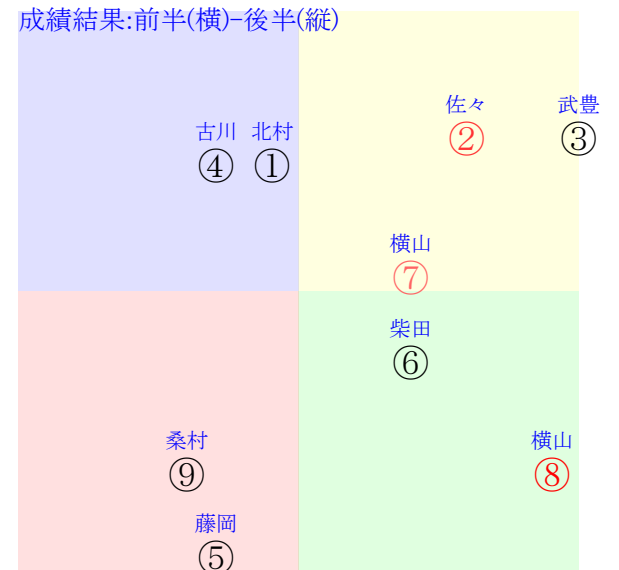 成績結果:前半(横)-後半(縦)
佐々 武豊
② ③
古川 北村
④ ①
横山
⑦
柴田
⑥
桑村 横山
⑨ ⑧
藤岡
⑤